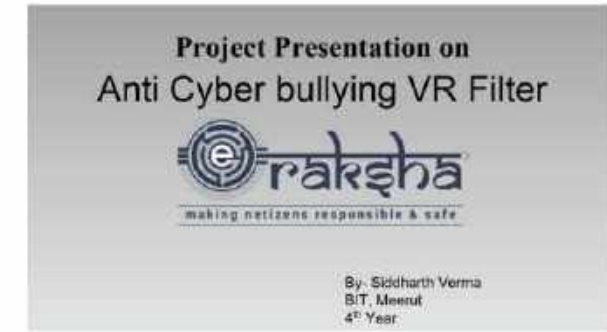 Project Presentation on
Anti Cyber bullying VR Filter
e raksha
making netizens responsible & safe
By- Siddharth Verma
BIT, Meerut
4th Year